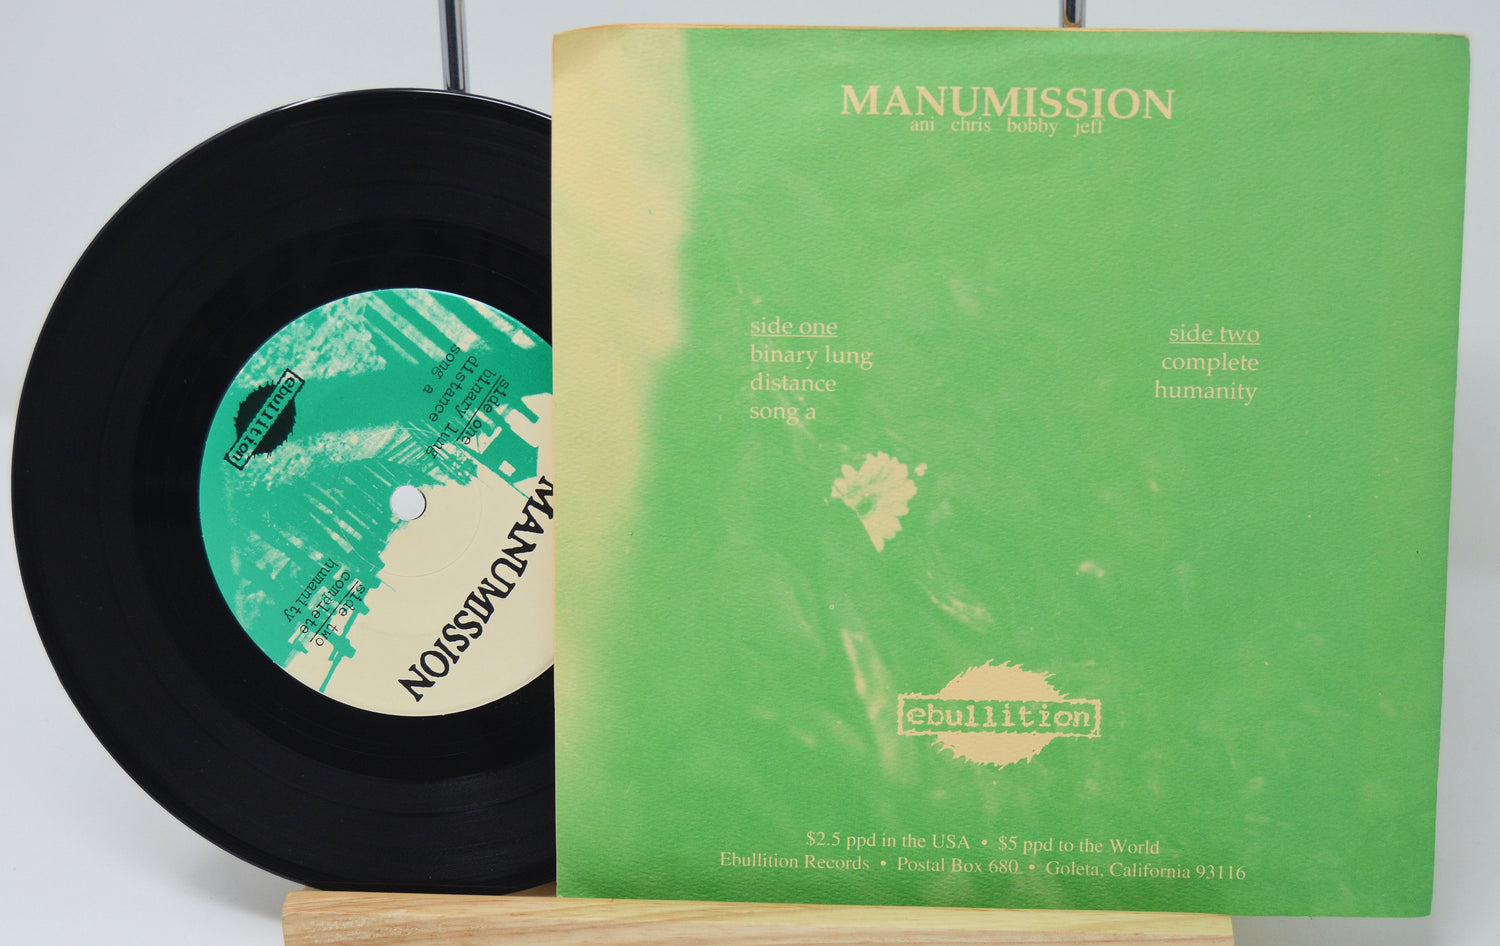 MANUMISSION
ani chris bobby jeff
side one
binary lung
distance
song a
side two
complete
humanity
ebullition
$2.5 ppd in the USA • $5 ppd to the World
Ebullition Records • Postal Box 680 • Goleta, California 93116
ebullition
side one
binary lung
distance
song a
MANUMISSION
side two
complete
humanity